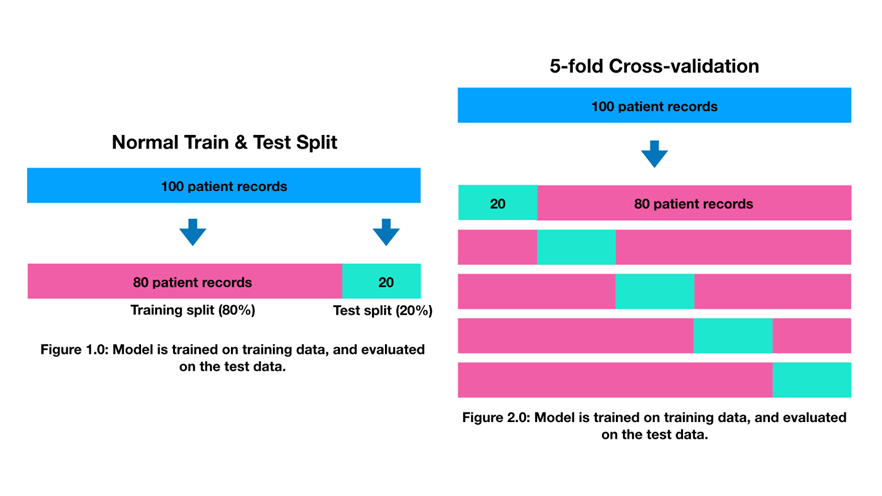 Normal Train & Test Split
100 patient records
80 patient records
20
Training split (80%)
Test split (20%)
Figure 1.0: Model is trained on training data, and evaluated
on the test data.
5-fold Cross-validation
100 patient records
20
80 patient records
Figure 2.0: Model is trained on training data, and evaluated
on the test data.